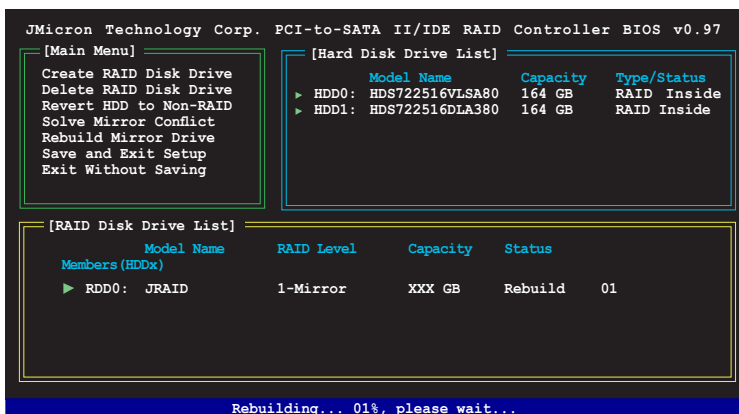 JMicron Technology Corp. PCI-to-SATA II/IDE RAID Controller BIOS v0.97
[Main Menu]
Create RAID Disk Drive
Delete RAID Disk Drive
Revert HDD to Non-RAID
Solve Mirror Conflict
Rebuild Mirror Drive
Save and Exit Setup
Exit Without Saving
[Hard Disk Drive List]
Model Name Capacity Type/Status
► HDD0: HDS722516VLSA80 164 GB RAID Inside
► HDD1: HDS722516DLA380 164 GB RAID Inside
[RAID Disk Drive List]
Model Name RAID Level Capacity Status
Members(HDDx)
► RDD0: JRAID 1-Mirror XXX GB Rebuild 01
Rebuilding... 01%, please wait...